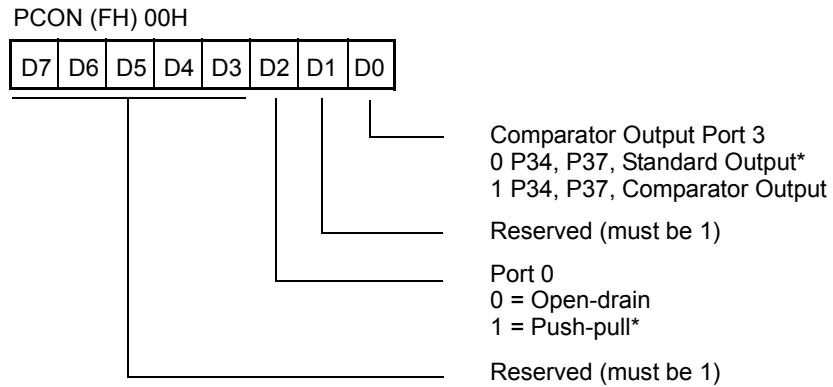 PCON (FH) 00H
D7 D6 D5 D4 D3 D2 D1 D0
Comparator Output Port 3
0 P34, P37, Standard Output*
1 P34, P37, Comparator Output
Reserved (must be 1)
Port 0
0 = Open-drain
1 = Push-pull*
Reserved (must be 1)